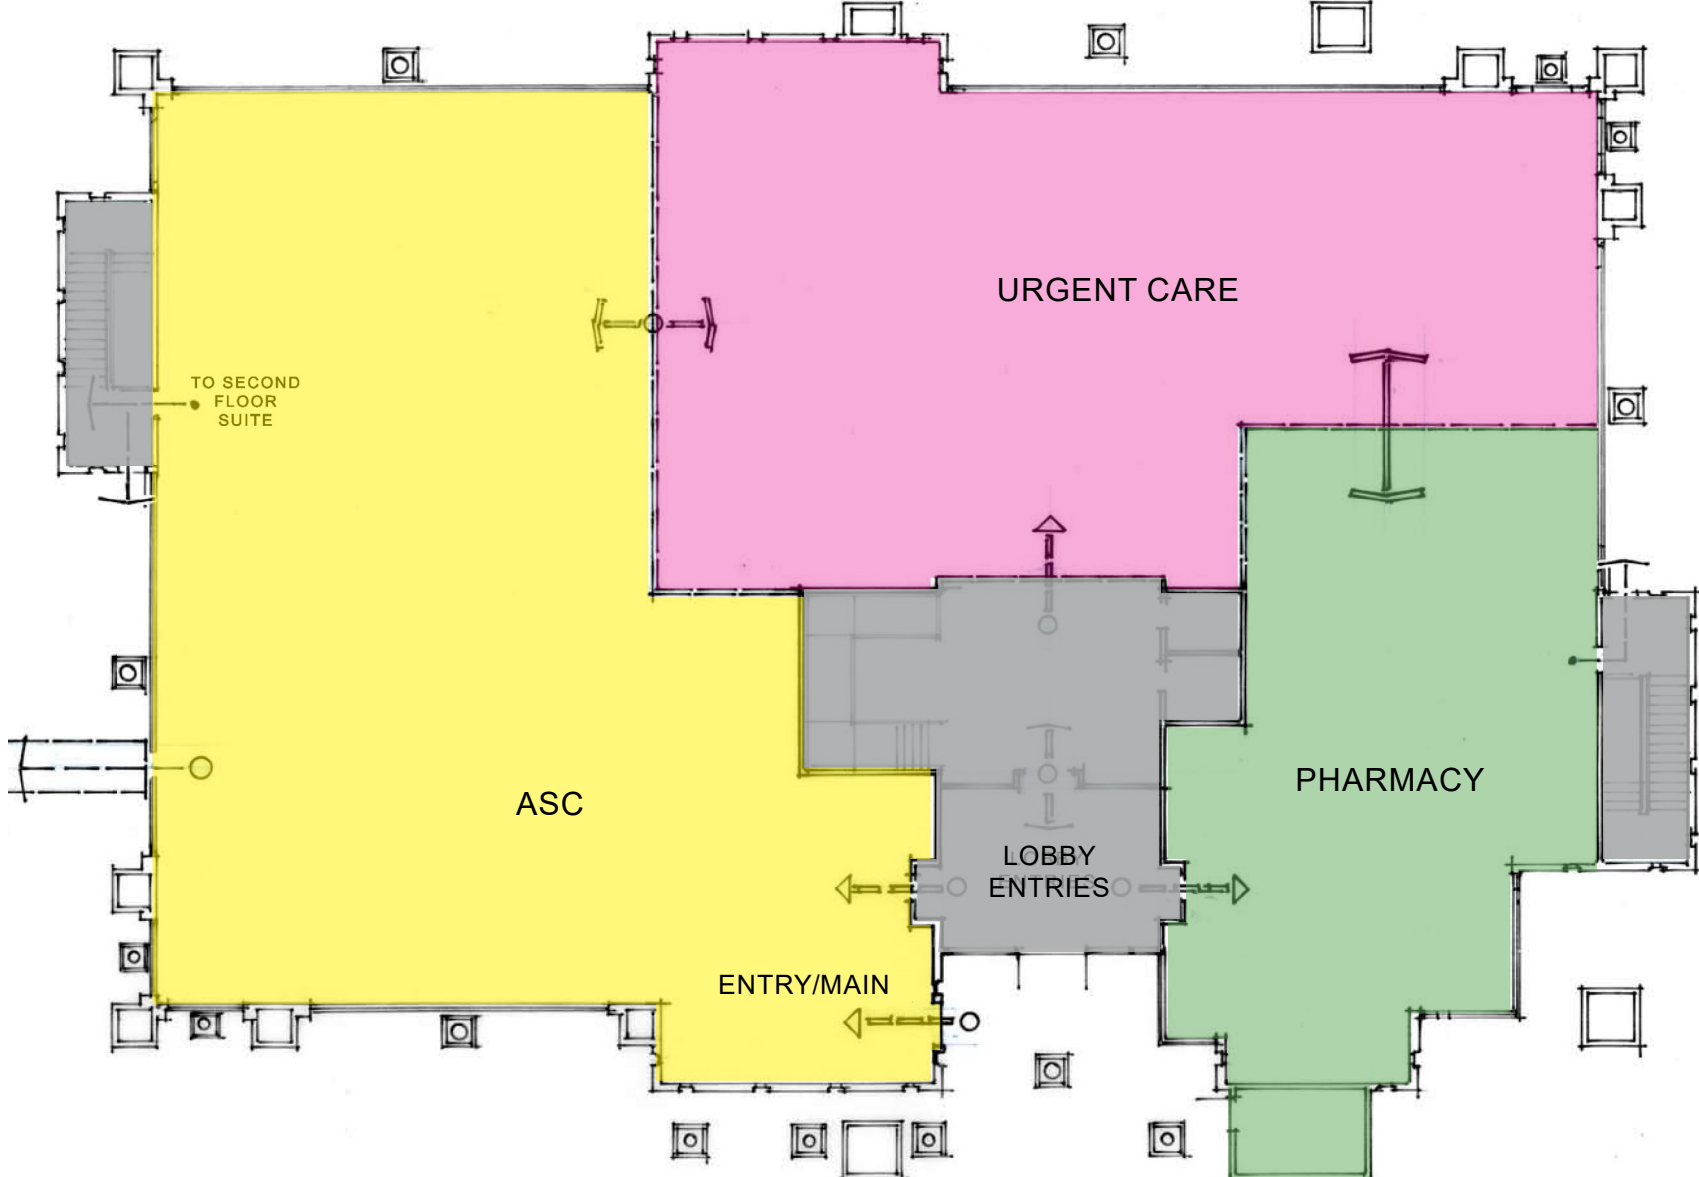 URGENT CARE
TO SECOND
FLOOR
SUITE
PHARMACY
ASC
LOBBY
ENTRIES
ENTRY/MAIN